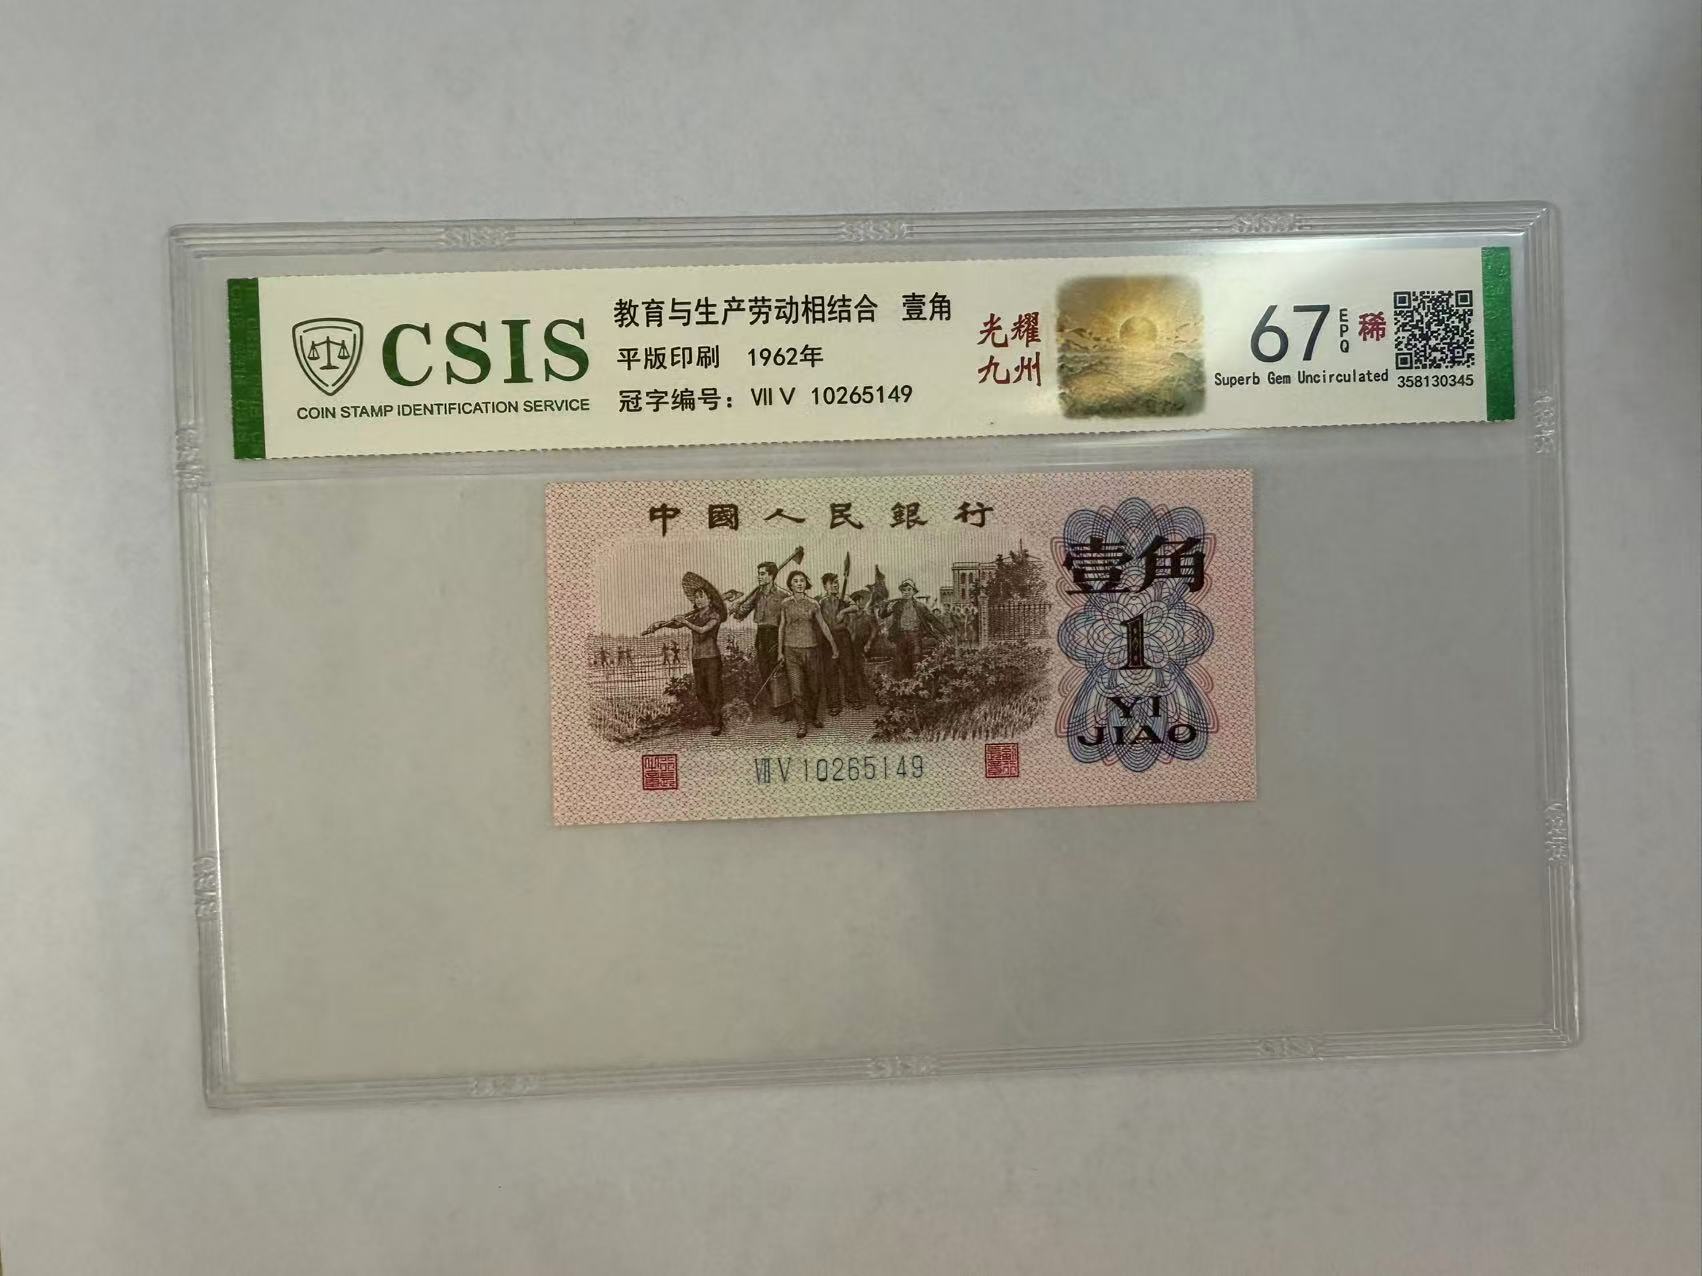 CSIS
COIN STAMP IDENTIFICATION SERVICE
教育与生产劳动相结合 壹角
平版印刷 1962年
冠字编号：Ⅶ Ⅴ 10265149
光耀
九州
67 EPQ 稀
Superb Gem Uncirculated
358130345
中國人民銀行
壹角
1
YI
JIAO
Ⅶ Ⅴ 10265149